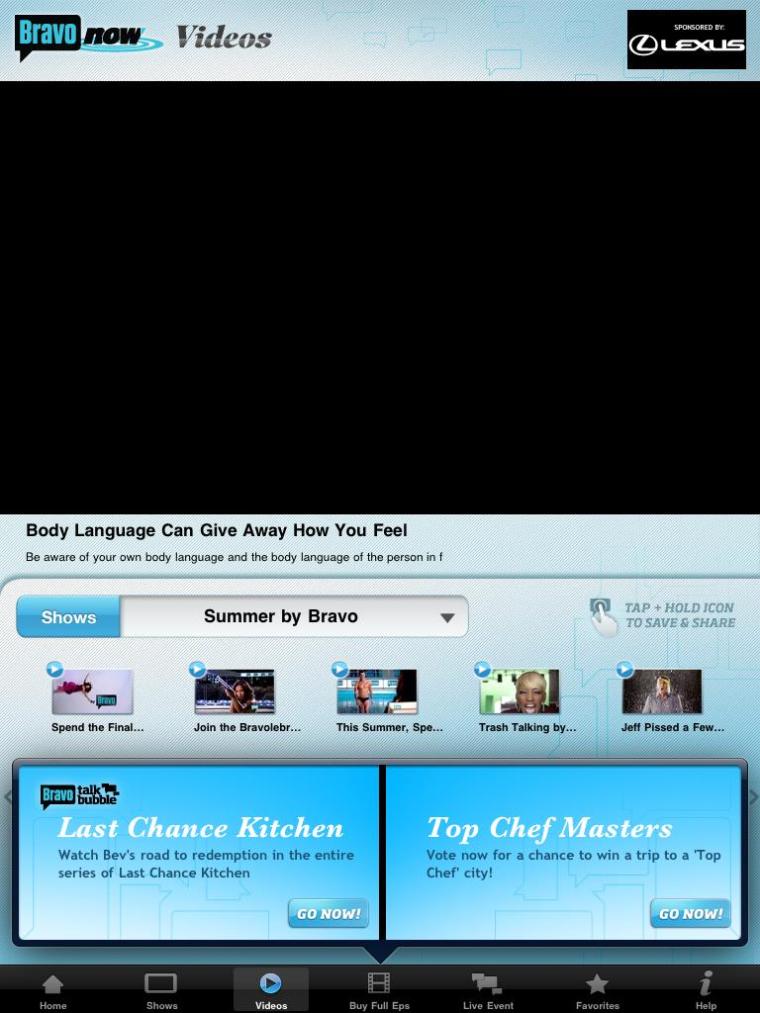 Bravo now Videos
SPONSORED BY:
LEXUS
Body Language Can Give Away How You Feel
Be aware of your own body language and the body language of the person in f
Shows
Summer by Bravo
TAP + HOLD ICON
TO SAVE & SHARE
by Bravo
Spend the Final...
Join the Bravolebr...
This Summer, Spe...
Trash Talking by...
Jeff Pissed a Few...
Bravo talk
bubble
Last Chance Kitchen
Watch Bev's road to redemption in the entire
series of Last Chance Kitchen
GO NOW!
Top Chef Masters
Vote now for a chance to win a trip to a 'Top
Chef' city!
GO NOW!
Home
Shows
Videos
Buy Full Eps
Live Event
Favorites
Help